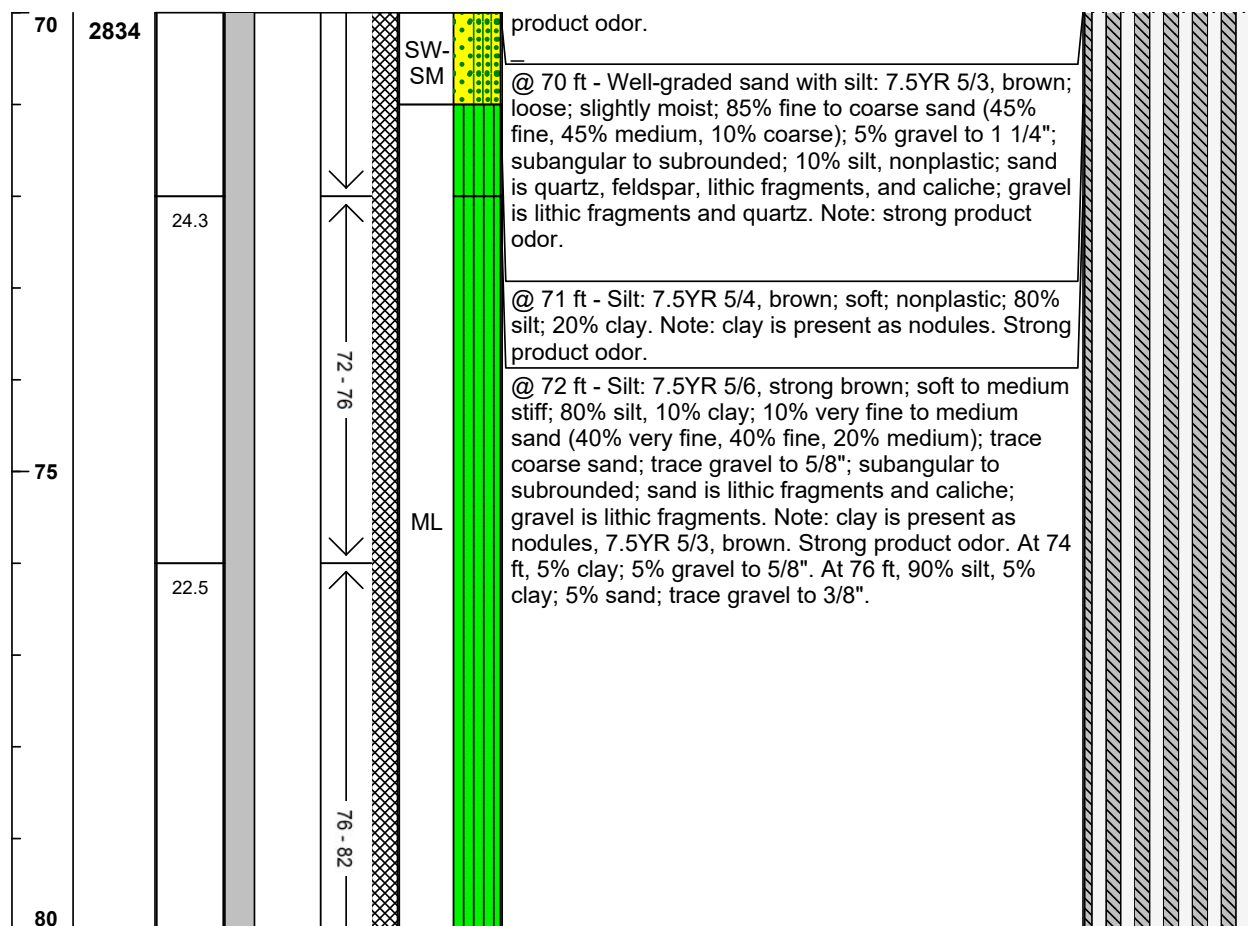 70
2834
SW-
SM
product odor.
_
@ 70 ft - Well-graded sand with silt: 7.5YR 5/3, brown;
loose; slightly moist; 85% fine to coarse sand (45%
fine, 45% medium, 10% coarse); 5% gravel to 1 1/4";
subangular to subrounded; 10% silt, nonplastic; sand
is quartz, feldspar, lithic fragments, and caliche; gravel
is lithic fragments and quartz. Note: strong product
odor.
24.3
@ 71 ft - Silt: 7.5YR 5/4, brown; soft; nonplastic; 80%
silt; 20% clay. Note: clay is present as nodules. Strong
product odor.
72 - 76
@ 72 ft - Silt: 7.5YR 5/6, strong brown; soft to medium
stiff; 80% silt, 10% clay; 10% very fine to medium
sand (40% very fine, 40% fine, 20% medium); trace
coarse sand; trace gravel to 5/8"; subangular to
subrounded; sand is lithic fragments and caliche;
gravel is lithic fragments. Note: clay is present as
nodules, 7.5YR 5/3, brown. Strong product odor. At 74
ft, 5% clay; 5% gravel to 5/8". At 76 ft, 90% silt, 5%
clay; 5% sand; trace gravel to 3/8".
75
ML
22.5
76 - 82
80